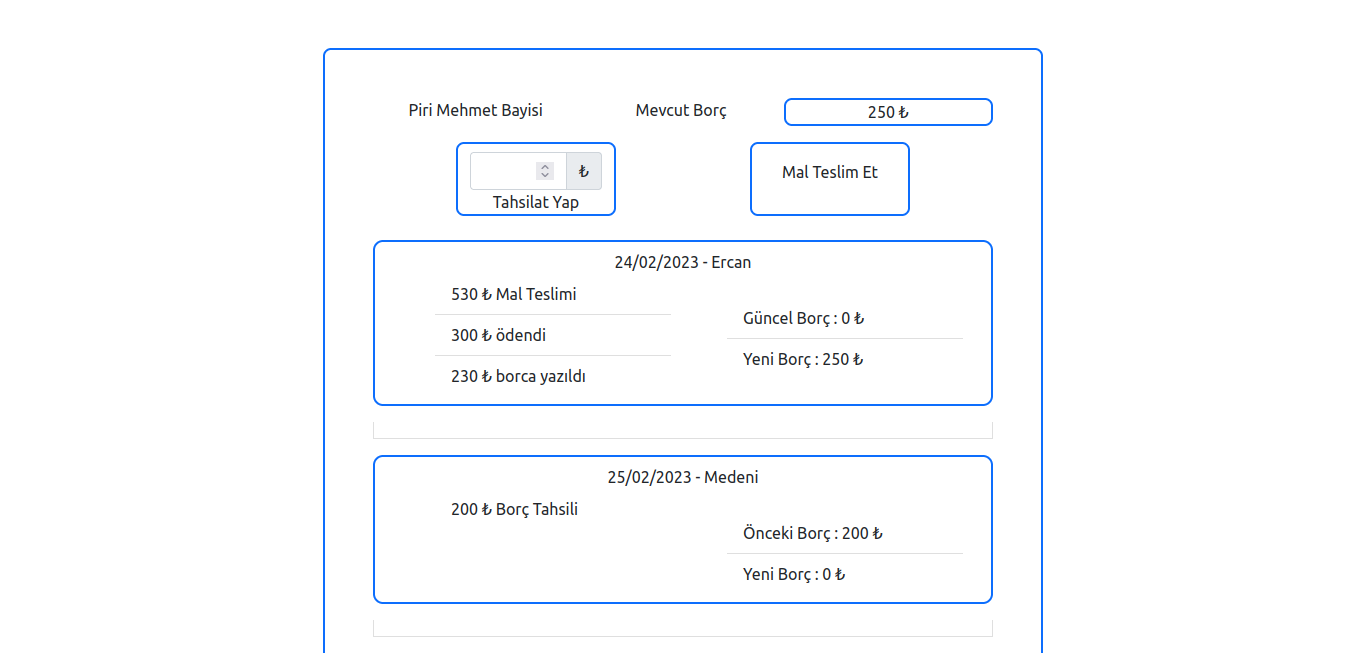 Piri Mehmet Bayisi Mevcut Borç 250 ₺
₺
Tahsilat Yap
Mal Teslim Et
24/02/2023 - Ercan
530 ₺ Mal Teslimi
300 ₺ ödendi
230 ₺ borca yazıldı
Güncel Borç : 0 ₺
Yeni Borç : 250 ₺
25/02/2023 - Medeni
200 ₺ Borç Tahsili
Önceki Borç : 200 ₺
Yeni Borç : 0 ₺